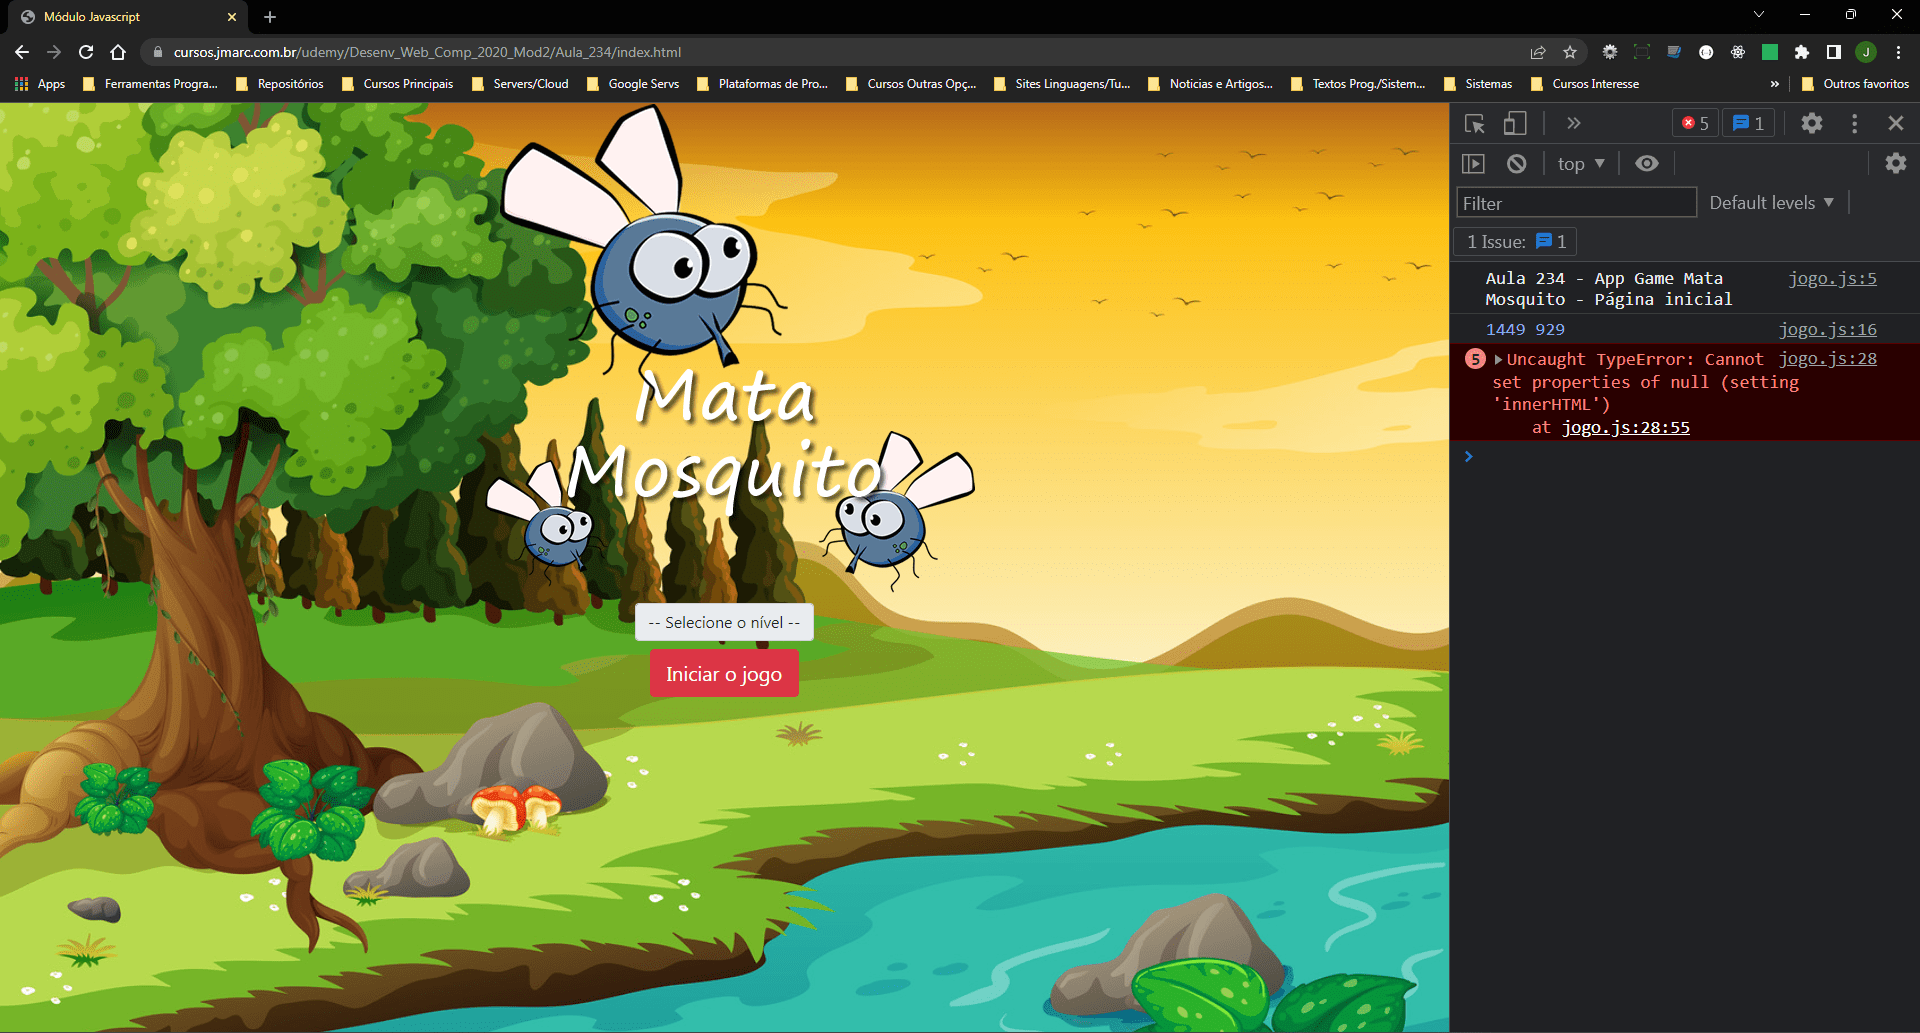 Módulo Javascript
cursos.jmarc.com.br/udemy/Desenv_Web_Comp_2020_Mod2/Aula_234/index.html
J
Apps Ferramentas Progra... Repositórios Cursos Principais Servers/Cloud Google Servs Plataformas de Pro... Cursos Outras Opç... Sites Linguagens/Tu... Noticias e Artigos... Textos Prog./Sistem... Sistemas Cursos Interesse » Outros favoritos
Mata
Mosquito
-- Selecione o nível --
Iniciar o jogo
5 1
top
Filter Default levels
1 Issue: 1
Aula 234 - App Game Mata jogo.js:5
Mosquito - Página inicial
1449 929 jogo.js:16
5 Uncaught TypeError: Cannot jogo.js:28
set properties of null (setting
'innerHTML')
at jogo.js:28:55